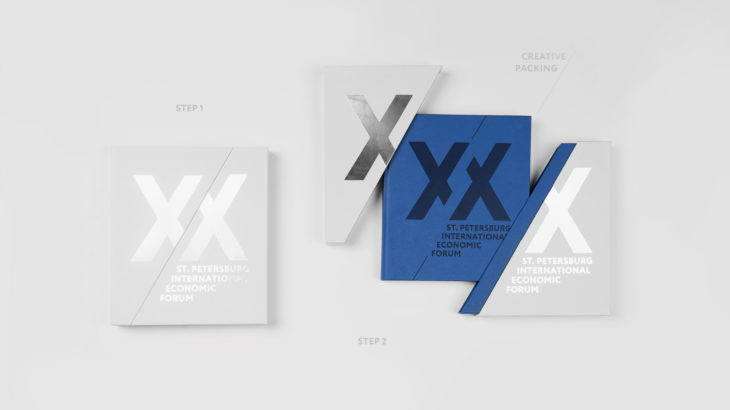 STEP 1
XX
ST. PETERSBURG
INTERNATIONAL
ECONOMIC
FORUM
CREATIVE
PACKING
X
XX
ST. PETERSBURG
INTERNATIONAL
ECONOMIC
FORUM
X
ST. PETERSBURG
INTERNATIONAL
ECONOMIC
FORUM
STEP 2